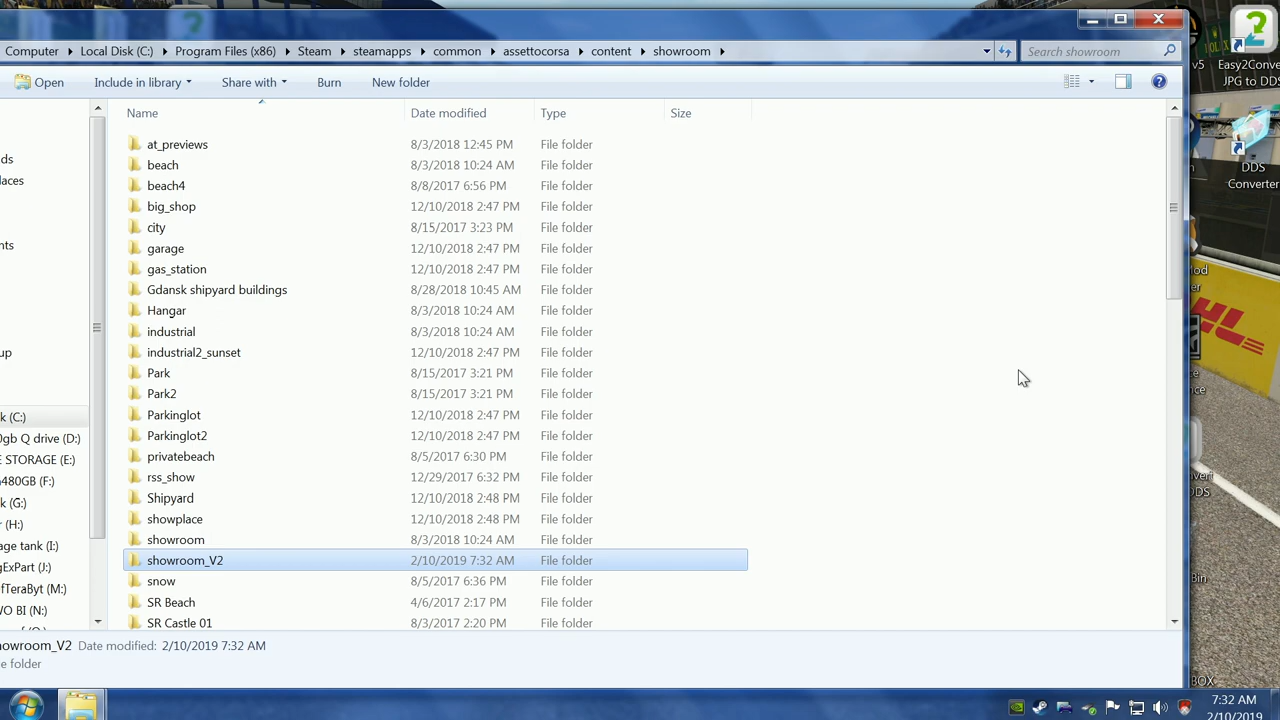 Computer Local Disk (C:) Program Files (x86) Steam steamapps common assettocorsa content showroom Search showroom
Open Include in library Share with Burn New folder
Name Date modified Type Size
at_previews 8/3/2018 12:45 PM File folder
beach 8/3/2018 10:24 AM File folder
beach4 8/8/2017 6:56 PM File folder
big_shop 12/10/2018 2:47 PM File folder
city 8/15/2017 3:23 PM File folder
garage 12/10/2018 2:47 PM File folder
gas_station 12/10/2018 2:47 PM File folder
Gdansk shipyard buildings 8/28/2018 10:45 AM File folder
Hangar 8/3/2018 10:24 AM File folder
industrial 8/3/2018 10:24 AM File folder
industrial2_sunset 12/10/2018 2:47 PM File folder
Park 8/15/2017 3:21 PM File folder
Park2 8/15/2017 3:21 PM File folder
Parkinglot 12/10/2018 2:47 PM File folder
Parkinglot2 12/10/2018 2:47 PM File folder
privatebeach 8/5/2017 6:30 PM File folder
rss_show 12/29/2017 6:32 PM File folder
Shipyard 12/10/2018 2:48 PM File folder
showplace 12/10/2018 2:48 PM File folder
showroom 8/3/2018 10:24 AM File folder
showroom_V2 2/10/2019 7:32 AM File folder
snow 8/5/2017 6:36 PM File folder
SR Beach 4/6/2017 2:17 PM File folder
SR Castle 01 8/3/2017 2:20 PM File folder
ds
laces
nts
up
k (C:)
0gb Q drive (D:)
E STORAGE (E:)
480GB (F:)
k (G:)
r (H:)
age tank (I:)
gExPart (J:)
fTeraByt (M:)
WO BI (N:)
howroom_V2 Date modified: 2/10/2019 7:32 AM
e folder
v5
Easy2Conv
JPG to DDS
DDS
Converter
Mod
er
DHL
ce
nce
nvert
DDS
Bin
BOX
7:32 AM
2/10/2019